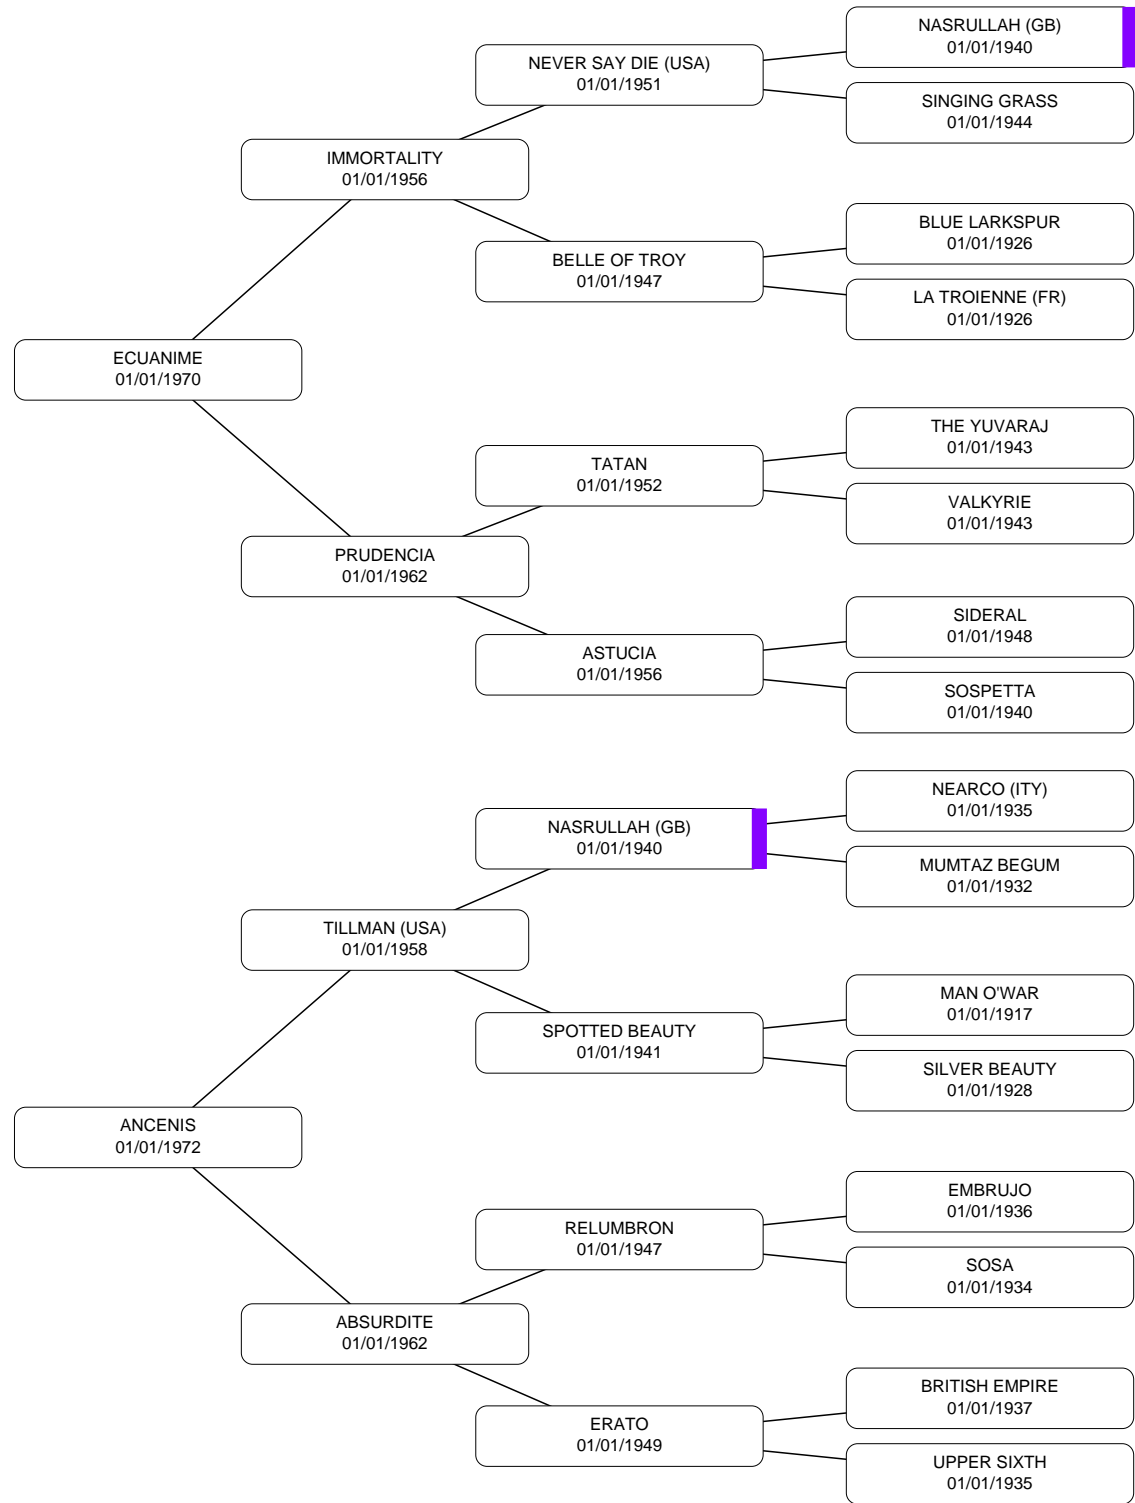 NASRULLAH (GB)
01/01/1940
NEVER SAY DIE (USA)
01/01/1951
SINGING GRASS
01/01/1944
IMMORTALITY
01/01/1956
BLUE LARKSPUR
01/01/1926
BELLE OF TROY
01/01/1947
LA TROIENNE (FR)
01/01/1926
ECUANIME
01/01/1970
THE YUVARAJ
01/01/1943
TATAN
01/01/1952
VALKYRIE
01/01/1943
PRUDENCIA
01/01/1962
SIDERAL
01/01/1948
ASTUCIA
01/01/1956
SOSPETTA
01/01/1940
NEARCO (ITY)
01/01/1935
NASRULLAH (GB)
01/01/1940
MUMTAZ BEGUM
01/01/1932
TILLMAN (USA)
01/01/1958
MAN O'WAR
01/01/1917
SPOTTED BEAUTY
01/01/1941
SILVER BEAUTY
01/01/1928
ANCENIS
01/01/1972
EMBRUJO
01/01/1936
RELUMBRON
01/01/1947
SOSA
01/01/1934
ABSURDITE
01/01/1962
BRITISH EMPIRE
01/01/1937
ERATO
01/01/1949
UPPER SIXTH
01/01/1935